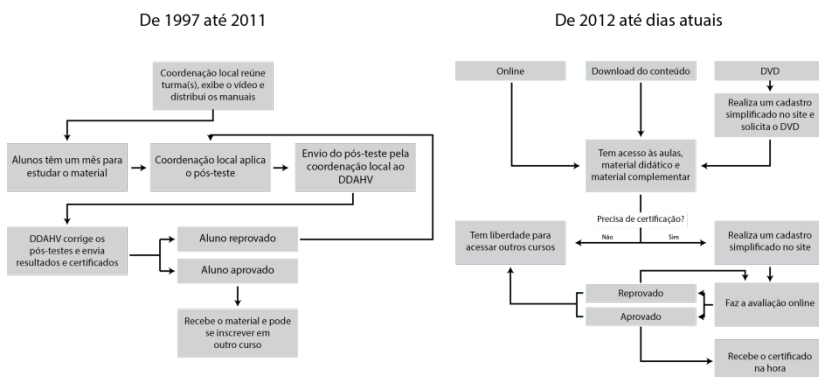 De 1997 até 2011
Coordenação local reúne
turma(s), exibe o vídeo e
distribui os manuais
Alunos têm um mês para
estudar o material
Coordenação local aplica
o pós-teste
Envio do pós-teste pela
coordenação local ao
DDAHV
DDAHV corrige os
pós-testes e envia
resultados e certificados
Aluno reprovado
Aluno aprovado
Recebe o material e pode
se inscrever em
outro curso
De 2012 até dias atuais
Online
Download do conteúdo
DVD
Realiza um cadastro
simplificado no site e
solicita o DVD
Tem acesso às aulas,
material didático e
material complementar
Precisa de certificação?
Não
Sim
Tem liberdade para
acessar outros cursos
Realiza um cadastro
simplificado no site
Reprovado
Aprovado
Faz a avaliação online
Recebe o certificado
na hora